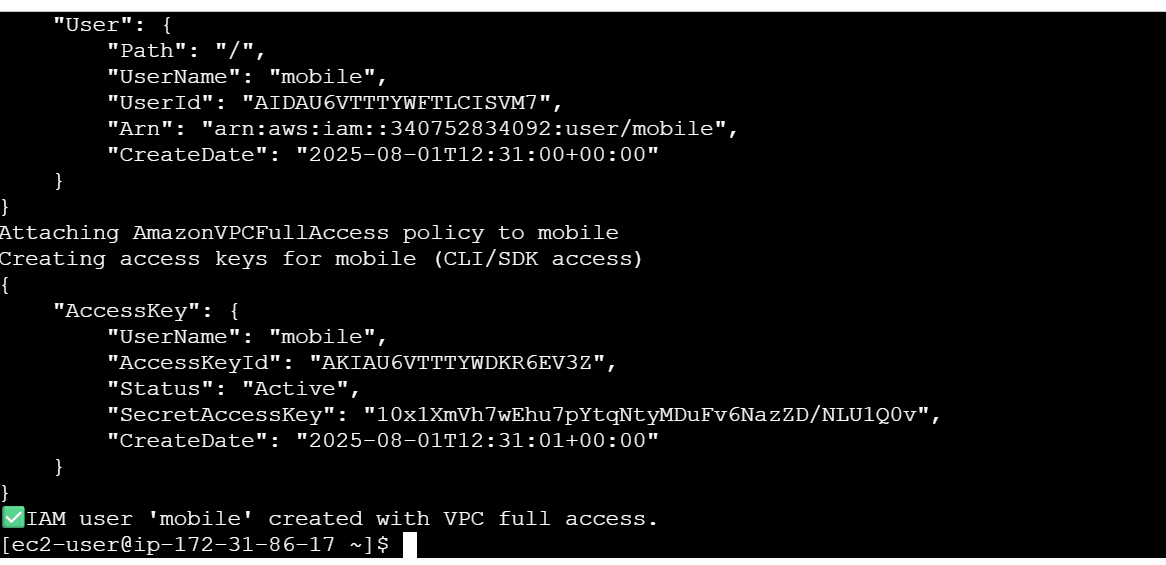 "User": {
"Path": "/",
"UserName": "mobile",
"UserId": "AIDAU6VTTTYWFTLCISVM7",
"Arn": "arn:aws:iam::340752834092:user/mobile",
"CreateDate": "2025-08-01T12:31:00+00:00"
}
}
Attaching AmazonVPCFullAccess policy to mobile
Creating access keys for mobile (CLI/SDK access)
{
"AccessKey": {
"UserName": "mobile",
"AccessKeyId": "AKIAU6VTTTYWDKR6EV3Z",
"Status": "Active",
"SecretAccessKey": "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",
"CreateDate": "2025-08-01T12:31:01+00:00"
}
}
✅IAM user 'mobile' created with VPC full access.
[ec2-user@ip-172-31-86-17 ~]$